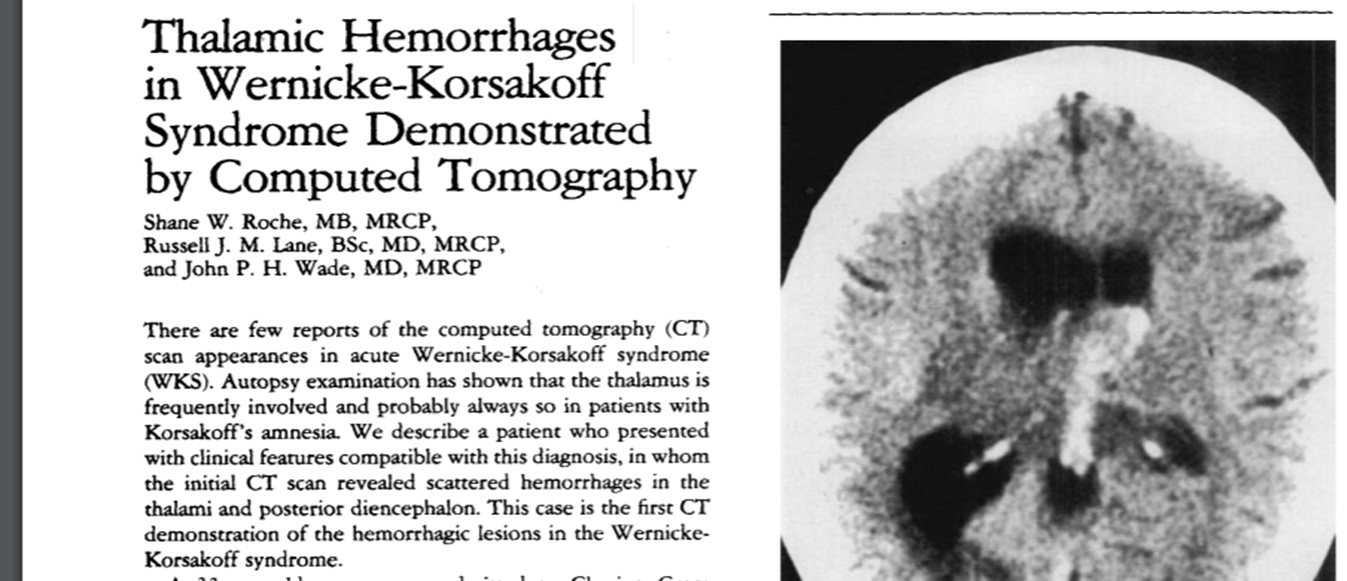 Thalamic Hemorrhages
in Wernicke-Korsakoff
Syndrome Demonstrated
by Computed Tomography
Shane W. Roche, MB, MRCP,
Russell J. M. Lane, BSc, MD, MRCP,
and John P. H. Wade, MD, MRCP
There are few reports of the computed tomography (CT)
scan appearances in acute Wernicke-Korsakoff syndrome
(WKS). Autopsy examination has shown that the thalamus is
frequently involved and probably always so in patients with
Korsakoff's amnesia. We describe a patient who presented
with clinical features compatible with this diagnosis, in whom
the initial CT scan revealed scattered hemorrhages in the
thalami and posterior diencephalon. This case is the first CT
demonstration of the hemorrhagic lesions in the Wernicke-
Korsakoff syndrome.